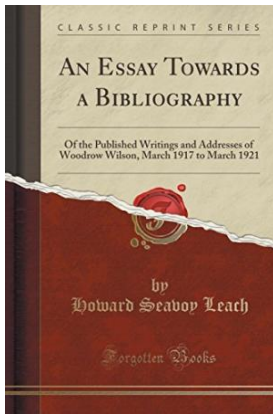 CLASSIC REPRINT SERIES
AN ESSAY TOWARDS
A BIBLIOGRAPHY
Of the Published Writings and Addresses of
Woodrow Wilson, March 1917 to March 1921
by
Howard Seavoy Leach
Forgotten Books